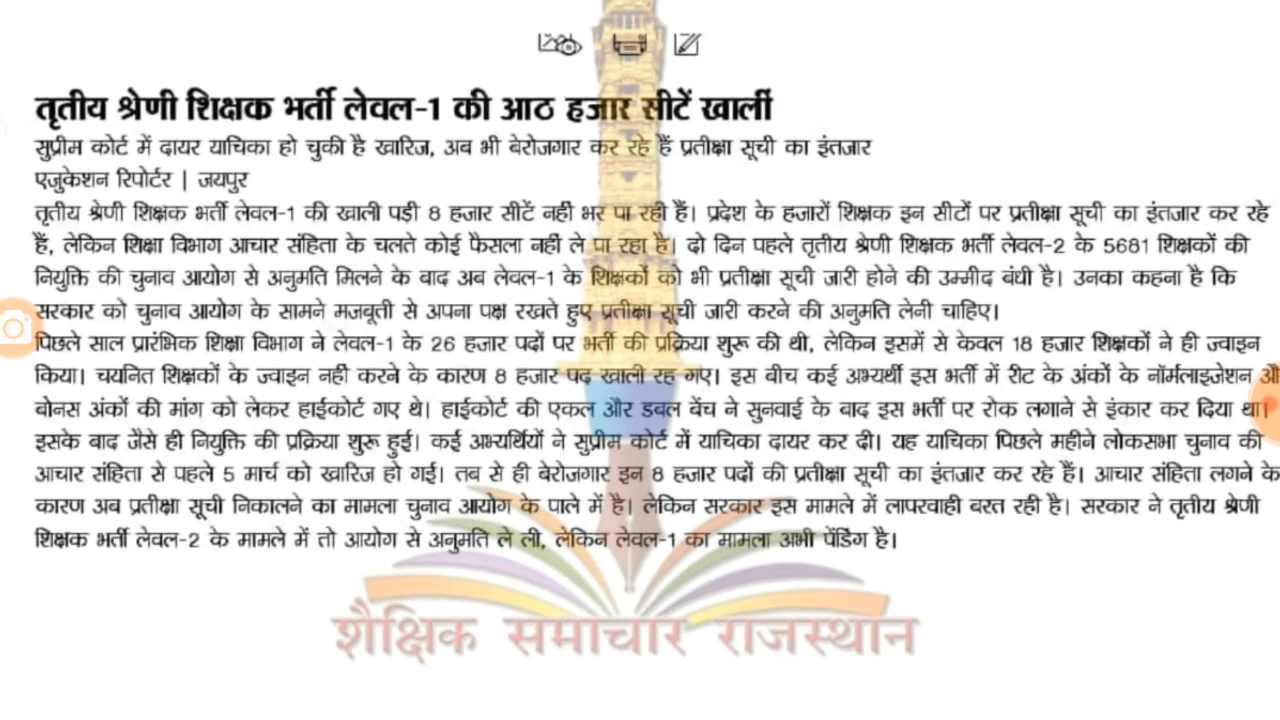 तृतीय श्रेणी शिक्षक भर्ती लेवल-1 की आठ हजार सीटें खाली
सुप्रीम कोर्ट में दायर याचिका हो चुकी है खारिज, अब भी बेरोजगार कर रहे हैं प्रतीक्षा सूची का इंतजार
एजुकेशन रिपोर्टर | जयपुर
तृतीय श्रेणी शिक्षक भर्ती लेवल-1 की खाली पड़ी 8 हजार सीटें नहीं भर पा रही हैं। प्रदेश के हजारों शिक्षक इन सीटों पर प्रतीक्षा सूची का इंतजार कर रहे
हैं, लेकिन शिक्षा विभाग आचार संहिता के चलते कोई फैसला नहीं ले पा रहा है। दो दिन पहले तृतीय श्रेणी शिक्षक भर्ती लेवल-2 के 5681 शिक्षकों की
नियुक्ति की चुनाव आयोग से अनुमति मिलने के बाद अब लेवल-1 के शिक्षकों को भी प्रतीक्षा सूची जारी होने की उम्मीद बंधी है। उनका कहना है कि
सरकार को चुनाव आयोग के सामने मजबूती से अपना पक्ष रखते हुए प्रतीक्षा सूची जारी करने की अनुमति लेनी चाहिए।
पिछले साल प्रारंभिक शिक्षा विभाग ने लेवल-1 के 26 हजार पदों पर भर्ती की प्रक्रिया शुरू की थी, लेकिन इसमें से केवल 18 हजार शिक्षकों ने ही ज्वाइन
किया। चयनित शिक्षकों के ज्वाइन नहीं करने के कारण 8 हजार पद खाली रह गए। इस बीच कई अभ्यर्थी इस भर्ती में रीट के अंकों के नॉर्मलाइजेशन
बोनस अंकों की मांग को लेकर हाईकोर्ट गए थे। हाईकोर्ट की एकल और डबल बेंच ने सुनवाई के बाद इस भर्ती पर रोक लगाने से इंकार कर दिया था।
इसके बाद जैसे ही नियुक्ति की प्रक्रिया शुरू हुई। कई अभ्यर्थियों ने सुप्रीम कोर्ट में याचिका दायर कर दी। यह याचिका पिछले महीने लोकसभा चुनाव की
आचार संहिता से पहले 5 मार्च को खारिज हो गई। तब से ही बेरोजगार इन 8 हजार पदों की प्रतीक्षा सूची का इंतजार कर रहे हैं। आचार संहिता लगने के
कारण अब प्रतीक्षा सूची निकालने का मामला चुनाव आयोग के पाले में है। लेकिन सरकार इस मामले में लापरवाही बरत रही है। सरकार ने तृतीय श्रेणी
शिक्षक भर्ती लेवल-2 के मामले में तो आयोग से अनुमति ले ली, लेकिन लेवल-1 का मामला अभी पेंडिंग है।
शैक्षिक समाचार राजस्थान